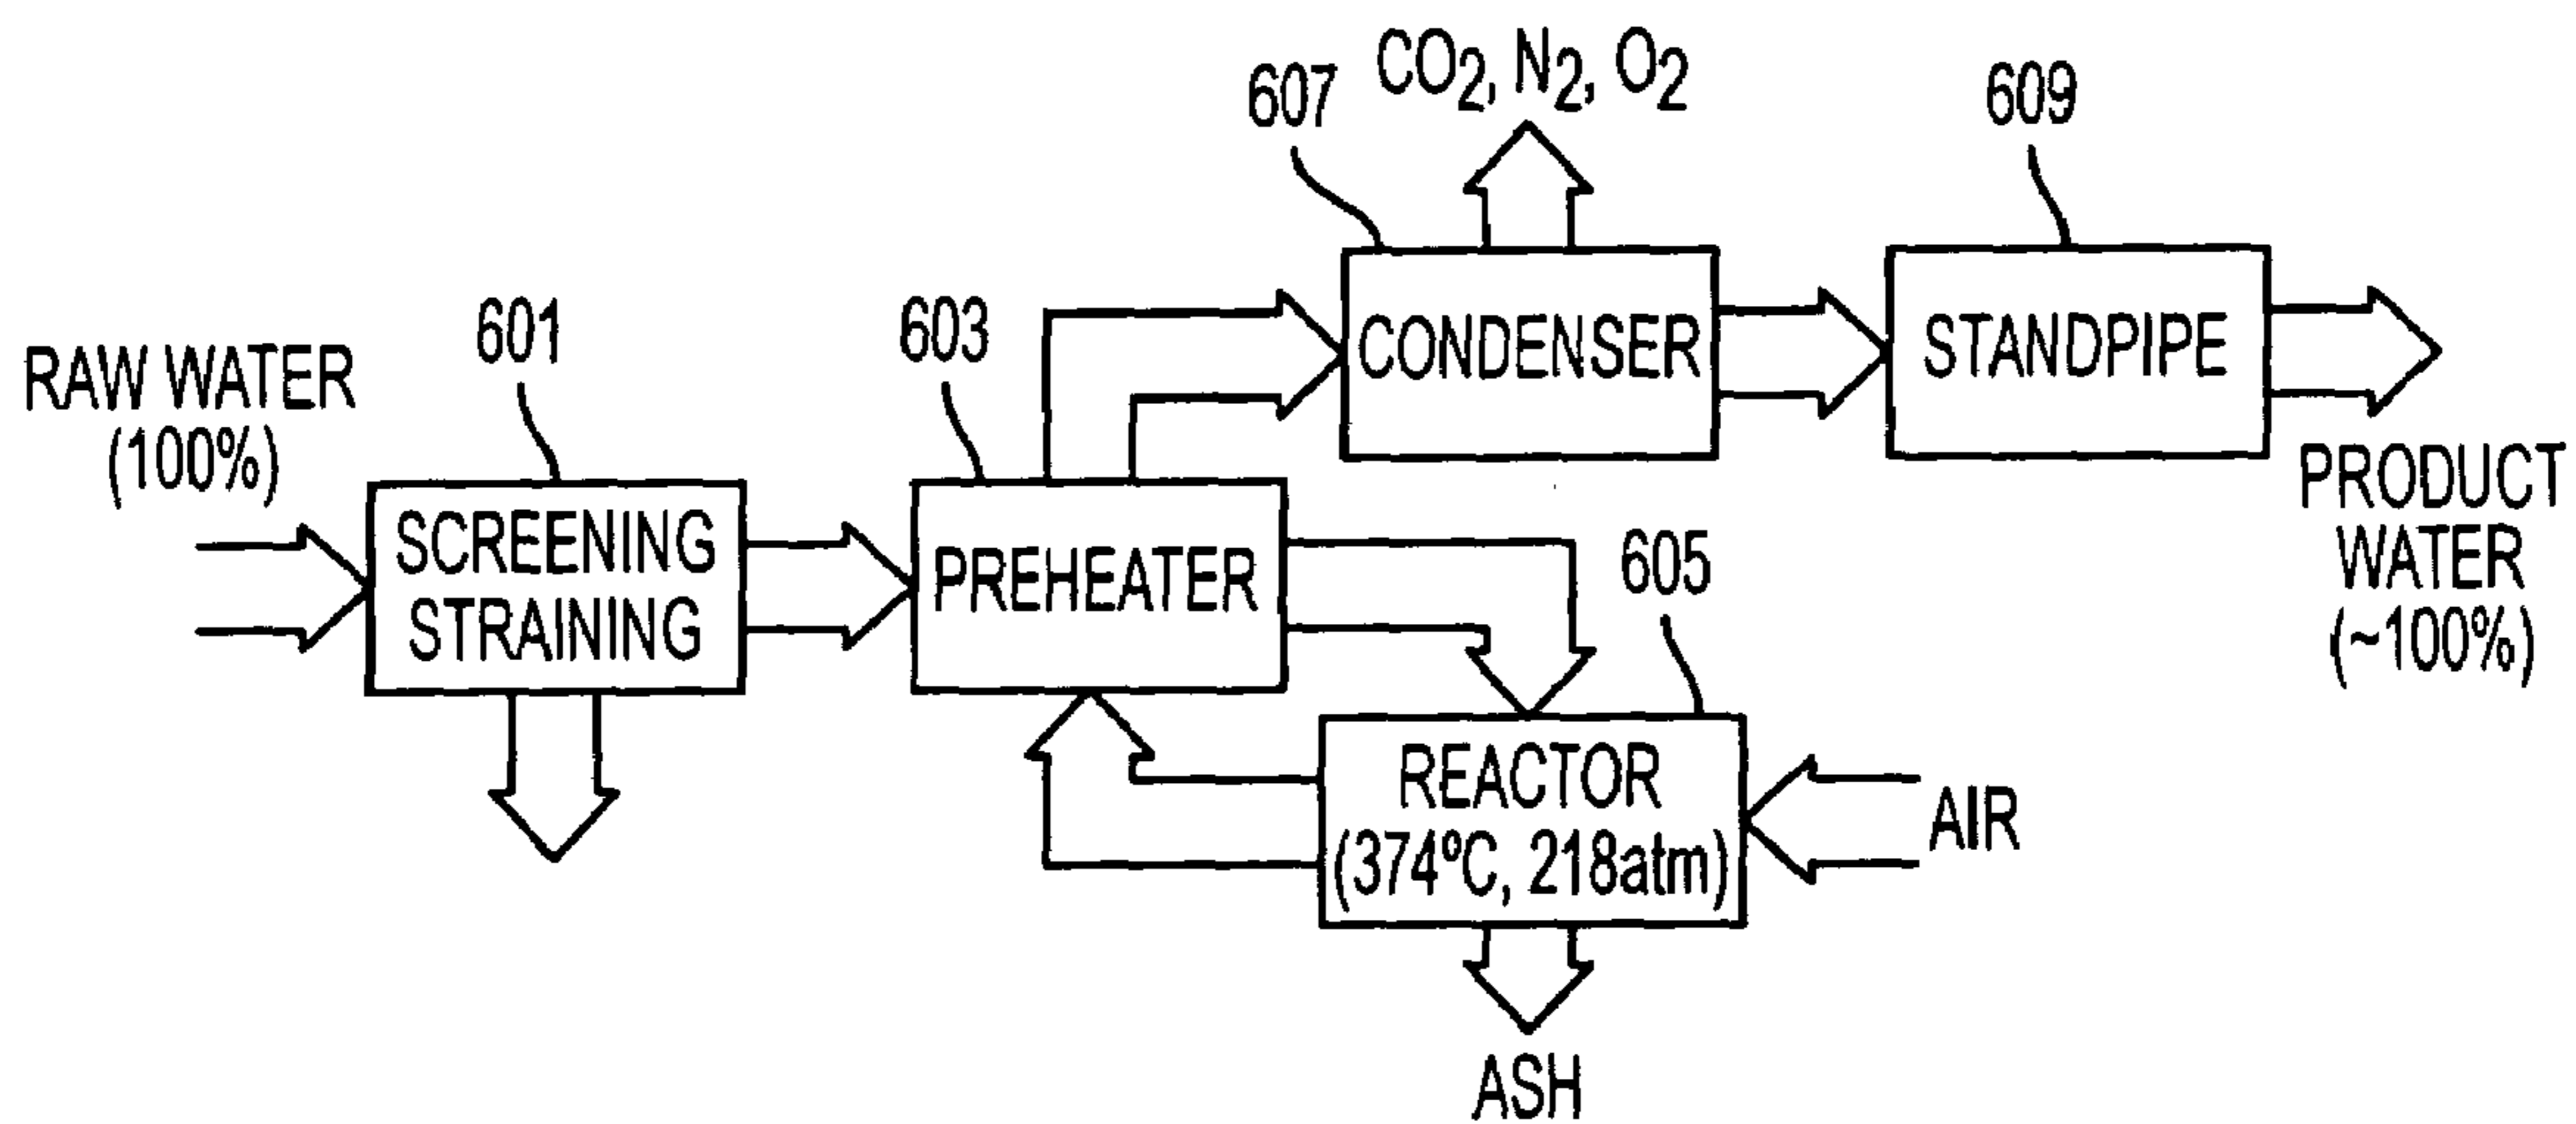 CO2, N2, O2
607
609
601
603
RAW WATER
(100%)
CONDENSER
STANDPIPE
SCREENING
STRAINING
PREHEATER
605
PRODUCT
WATER
(~100%)
REACTOR
(374ºC, 218atm)
AIR
ASH